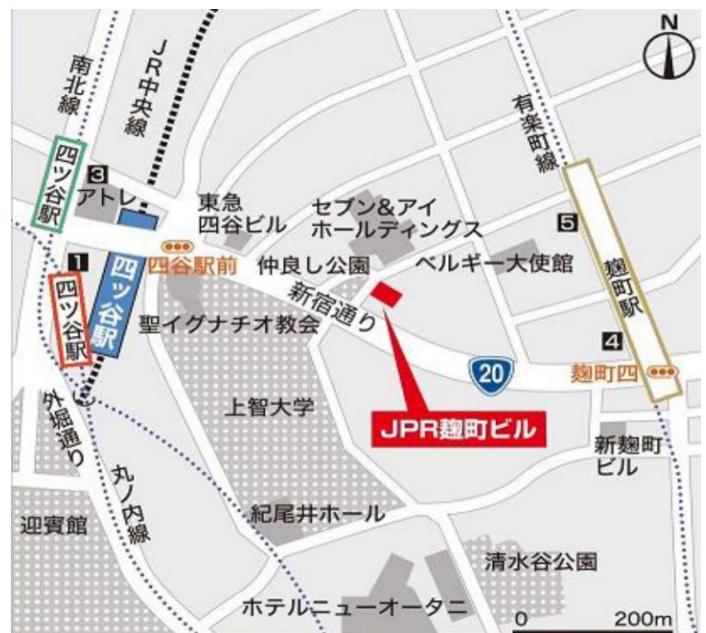 N
南北線
JR中央線
有楽町線
四ツ谷駅
3
アトレ
東急
四谷ビル
セブン&アイ
ホールディングス
5
1
四谷駅前
仲良し公園
ベルギー大使館
麹町駅
四ツ谷駅
四ツ谷駅
聖イグナチオ教会
新宿通り
4
20
麹町四
上智大学
JPR麹町ビル
外堀通り
新麹町
ビル
丸ノ内線
迎賓館
紀尾井ホール
清水谷公園
ホテルニューオータニ
0 200m